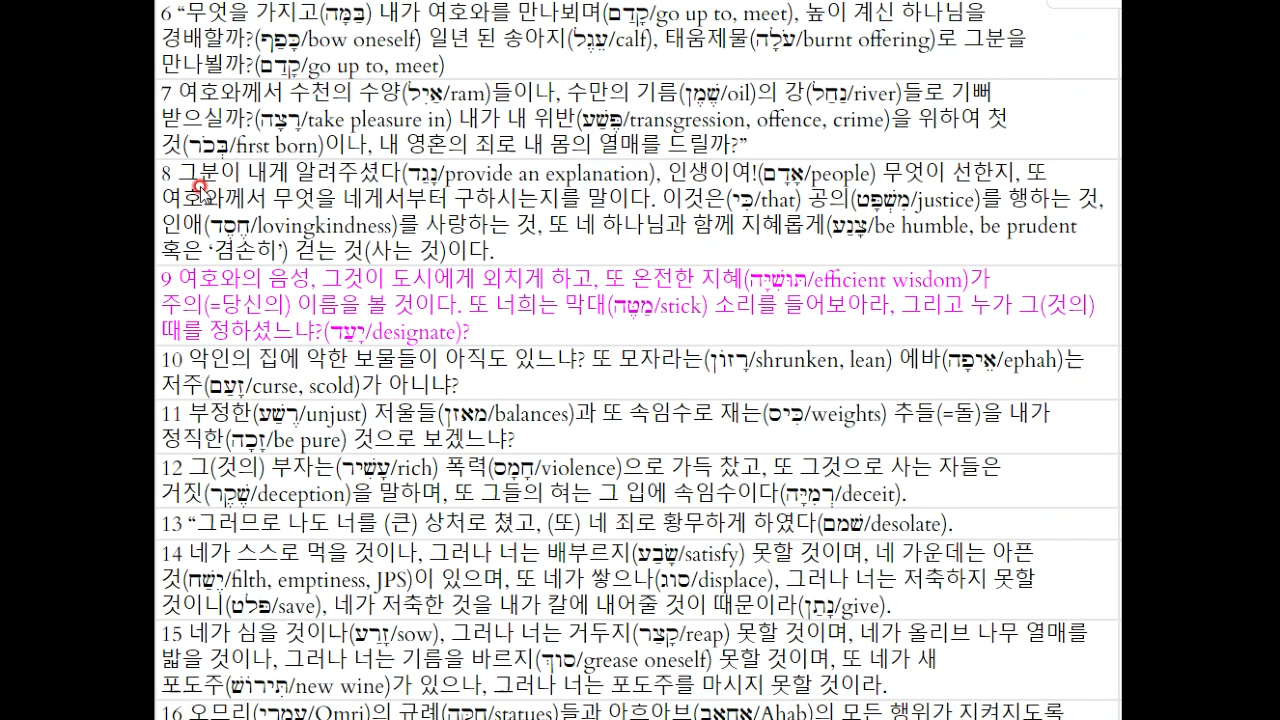 6 “무엇을 가지고(בַּמָּה) 내가 여호와를 만나뵈며(קָדַם/go up to, meet), 높이 계신 하나님을
경배할까?(כָּפַף/bow oneself) 일년 된 송아지(עֵגֶל/calf), 태움제물(עֹלָה/burnt offering)로 그분을
만나뵐까?(קָדַם/go up to, meet)
7 여호와께서 수천의 수양(אַיִל/ram)들이나, 수만의 기름(שֶׁמֶן/oil)의 강(נַחַל/river)들로 기뻐
받으실까?(רָצָה/take pleasure in) 내가 내 위반(פֶּשַׁע/transgression, offence, crime)을 위하여 첫
것(בְּכֹר/first born)이나, 내 영혼의 죄로 내 몸의 열매를 드릴까?”
8 그분이 내게 알려주셨다(נָגַד/provide an explanation), 인생이여!(אָדָם/people) 무엇이 선한지, 또
여호와께서 무엇을 네게서부터 구하시는지를 말이다. 이것은(כִּי/that) 공의(מִשְׁפָּט/justice)를 행하는 것,
인애(חֶסֶד/lovingkindness)를 사랑하는 것, 또 네 하나님과 함께 지혜롭게(צָנַע/be humble, be prudent
혹은 ‘겸손히’) 걷는 것(사는 것)이다.
9 여호와의 음성, 그것이 도시에게 외치게 하고, 또 온전한 지혜(תּוּשִׁיָּה/efficient wisdom)가
주의(=당신의) 이름을 볼 것이다. 또 너희는 막대(מַטֶּה/stick) 소리를 들어보아라, 그리고 누가 그(것의)
때를 정하셨느냐?(יָעַד/designate)?
10 악인의 집에 악한 보물들이 아직도 있느냐? 또 모자라는(רָזוֹן/shrunken, lean) 에바(אֵיפָה/ephah)는
저주(זָעַם/curse, scold)가 아니냐?
11 부정한(רֶשַׁע/unjust) 저울들(מאזן/balances)과 또 속임수로 재는(כִּיס/weights) 추들(=돌)을 내가
정직한(זָכָה/be pure) 것으로 보겠느냐?
12 그(것의) 부자는(עָשִׁיר/rich) 폭력(חָמָס/violence)으로 가득 찼고, 또 그것으로 사는 자들은
거짓(שֶׁקֶר/deception)을 말하며, 또 그들의 혀는 그 입에 속임수이다(רְמִיָּה/deceit).
13 “그러므로 나도 너를 (큰) 상처로 쳤고, (또) 네 죄로 황무하게 하였다(שׁמם/desolate).
14 네가 스스로 먹을 것이나, 그러나 너는 배부르지(שָׂבַע/satisfy) 못할 것이며, 네 가운데는 아픈
것(יֶשַׁח/filth, emptiness, JPS)이 있으며, 또 네가 쌓으나(סוג/displace), 그러나 너는 저축하지 못할
것이니(פלט/save), 네가 저축한 것을 내가 칼에 내어줄 것이 때문이라(נָתַן/give).
15 네가 심을 것이나(זָרַע/sow), 그러나 너는 거두지(קָצַר/reap) 못할 것이며, 네가 올리브 나무 열매를
밟을 것이나, 그러나 너는 기름을 바르지(סוּךְ/grease oneself) 못할 것이며, 또 네가 새
포도주(תִּירוֹשׁ/new wine)가 있으나, 그러나 너는 포도주를 마시지 못할 것이라.
16 오므리(עָמְרִי/Omri)의 규례(חֻקָּה/statues)들과 아흐아브(אַחְאָב/Ahab)의 모든 행위가 지켜지도록